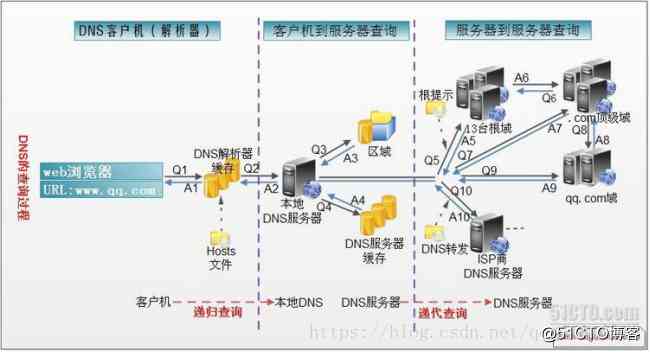 DNS客户机（解析器）
客户机到服务器查询
服务器到服务器查询
DNS的查询过程
web浏览器
URL:www.qq.com
Q1
A1
DNS解析器
缓存
Hosts
文件
Q2
A2
本地
DNS服务器
Q3
A3
区域
Q4
A4
DNS服务器
缓存
根提示
13台根域
Q5
A5
A6
Q6
.com顶级域
Q7
A7
Q8
A8
Q9
A9
qq.com域
Q10
A10
DNS转发
ISP商
DNS服务器
客户机
递归查询
本地DNS
DNS服务器
递代查询
DNS服务器
51CTO.com
https://blog.csdn.net/q
@51CTO博客